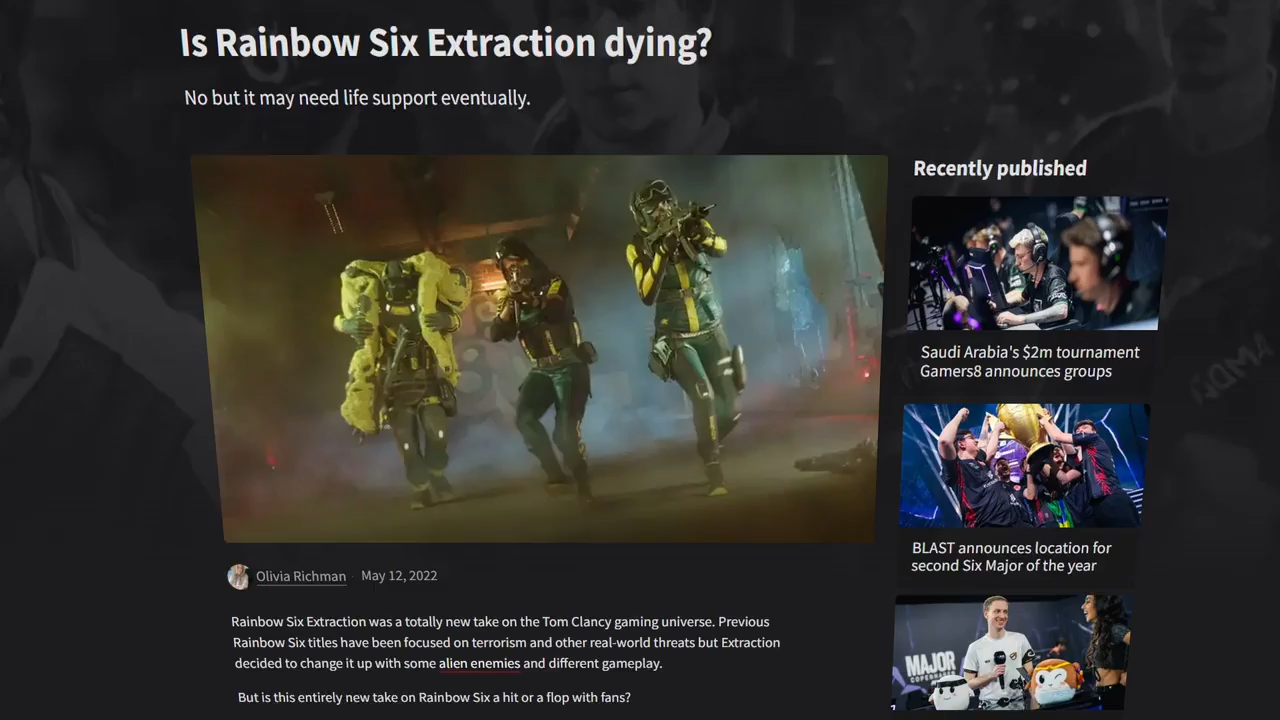 Is Rainbow Six Extraction dying?
No but it may need life support eventually.
Recently published
Saudi Arabia's $2m tournament
Gamers8 announces groups
BLAST announces location for
second Six Major of the year
MAJOR
Olivia Richman · May 12, 2022
Rainbow Six Extraction was a totally new take on the Tom Clancy gaming universe. Previous
Rainbow Six titles have been focused on terrorism and other real-world threats but Extraction
decided to change it up with some alien enemies and different gameplay.
But is this entirely new take on Rainbow Six a hit or a flop with fans?